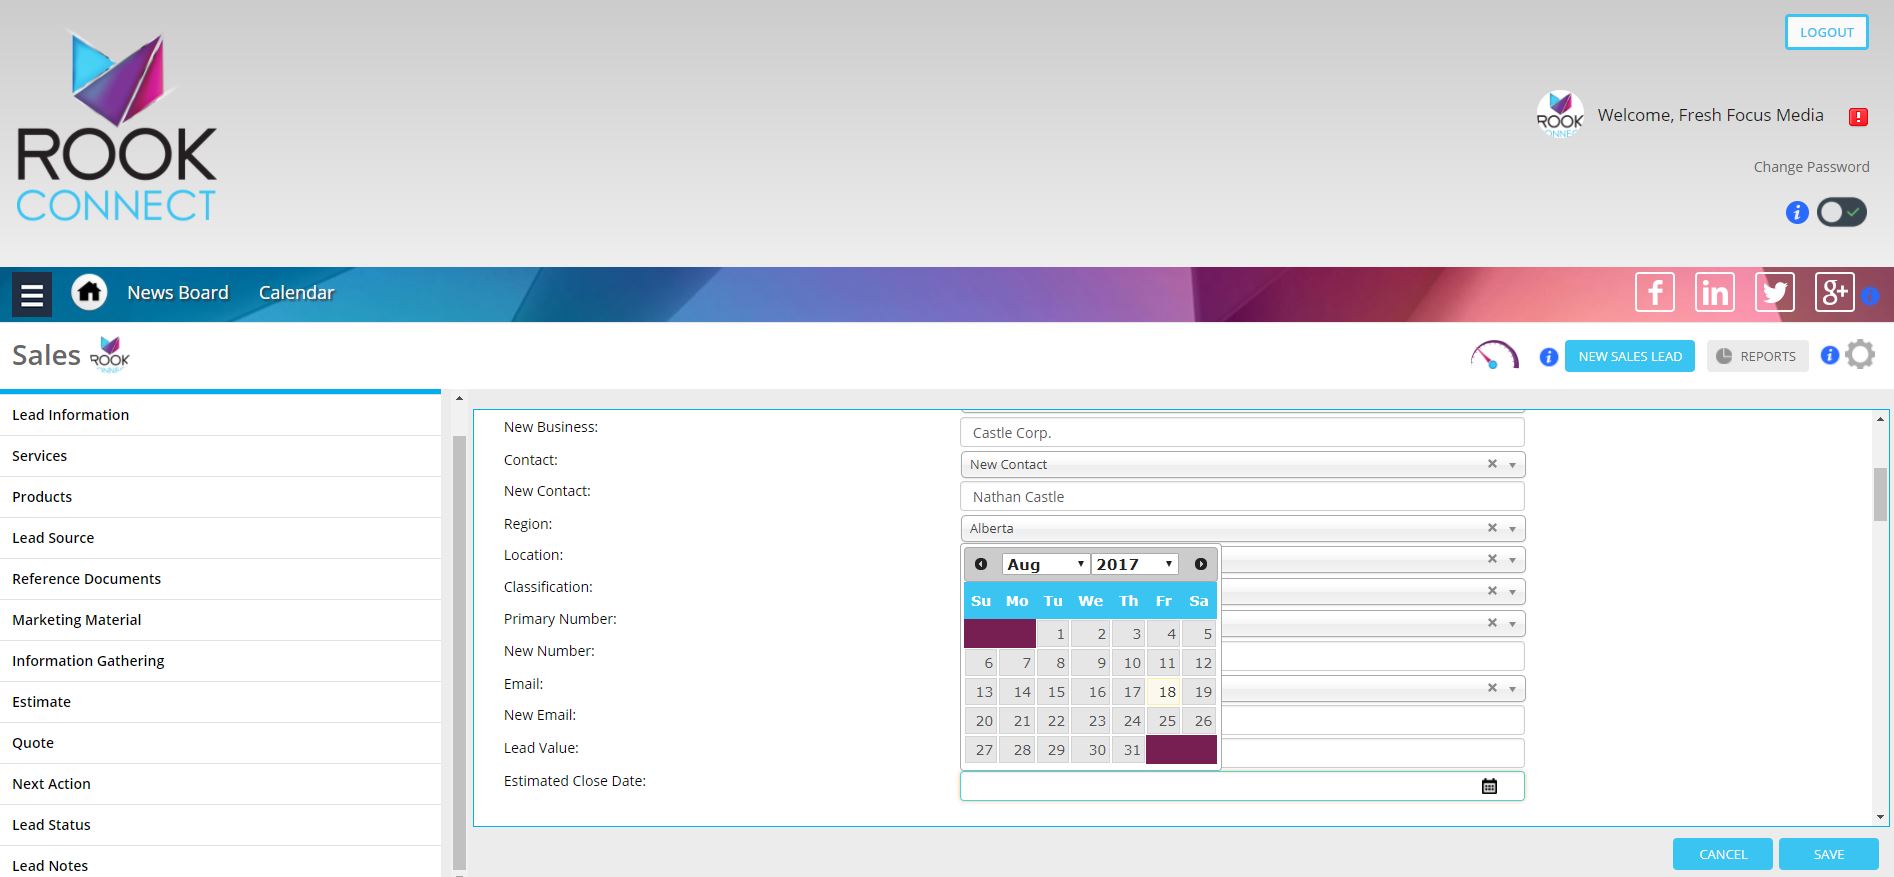 LOGOUT
ROOK
CONNECT
ROOK
CONNECT
Welcome, Fresh Focus Media
Change Password
News Board
Calendar
Sales
ROOK
CONNECT
NEW SALES LEAD
REPORTS
Lead Information
Services
Products
Lead Source
Reference Documents
Marketing Material
Information Gathering
Estimate
Quote
Next Action
Lead Status
Lead Notes
New Business:
Castle Corp.
Contact:
New Contact
New Contact:
Nathan Castle
Region:
Alberta
Location:
Classification:
Primary Number:
New Number:
Email:
New Email:
Lead Value:
Estimated Close Date:
Aug 2017
Su Mo Tu We Th Fr Sa
1 2 3 4 5
6 7 8 9 10 11 12
13 14 15 16 17 18 19
20 21 22 23 24 25 26
27 28 29 30 31
CANCEL
SAVE